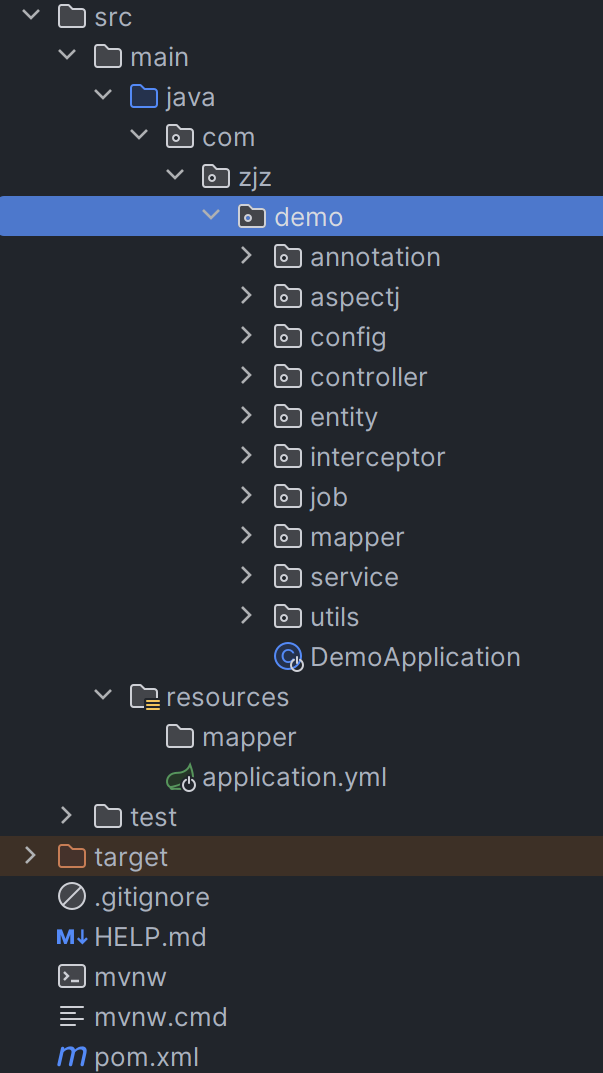 src
main
java
com
zjz
demo
annotation
aspectj
config
controller
entity
interceptor
job
mapper
service
utils
DemoApplication
resources
mapper
application.yml
test
target
.gitignore
M↓ HELP.md
mvnw
mvnw.cmd
m pom.xml